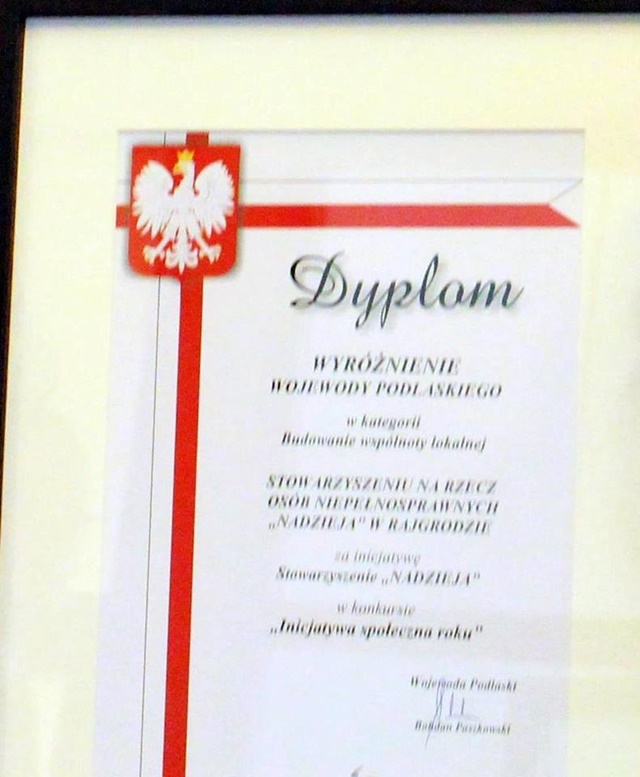 Dyplom
WYRÓŻNIENIE
WOJEWODY PODLASKIEGO
w kategorii
Budowanie wspólnoty lokalnej
STOWARZYSZENIU NA RZECZ
OSÓB NIEPEŁNOSPRAWNYCH
„NADZIEJA" W RAJGRODZIE
za inicjatywę
Stowarzyszenie „NADZIEJA"
w konkursie
„Inicjatywa społeczna roku"
Wojewoda Podlaski
Bohdan Paszkowski